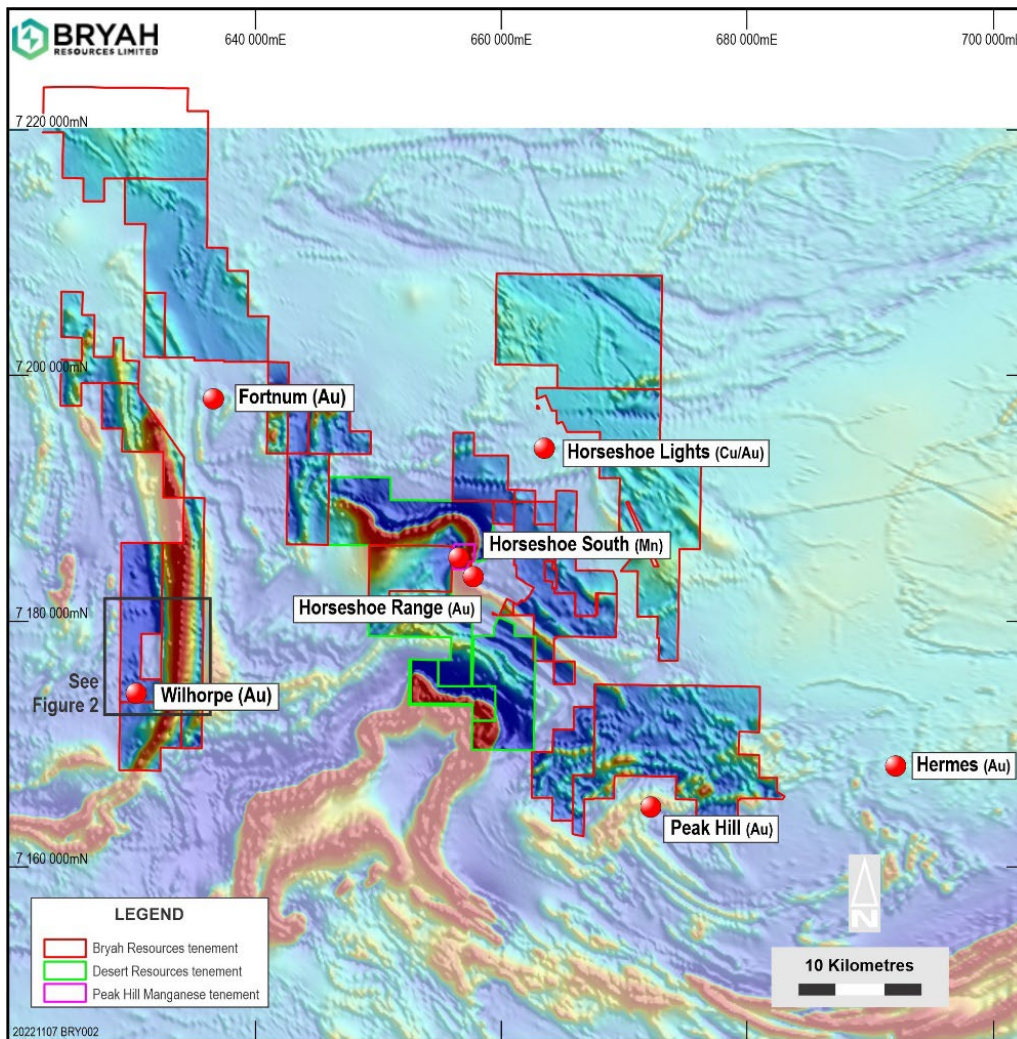 BRYAH
RESOURCES LIMITED
640 000mE
660 000mE
680 000mE
700 000mE
7 220 000mN
7 200 000mN
Fortnum (Au)
Horseshoe Lights (Cu/Au)
Horseshoe South (Mn)
Horseshoe Range (Au)
7 180 000mN
See
Figure 2
Wilhorpe (Au)
Hermes (Au)
Peak Hill (Au)
7 160 000mN
N
LEGEND
Bryah Resources tenement
Desert Resources tenement
Peak Hill Manganese tenement
10 Kilometres
20221107 BRY002